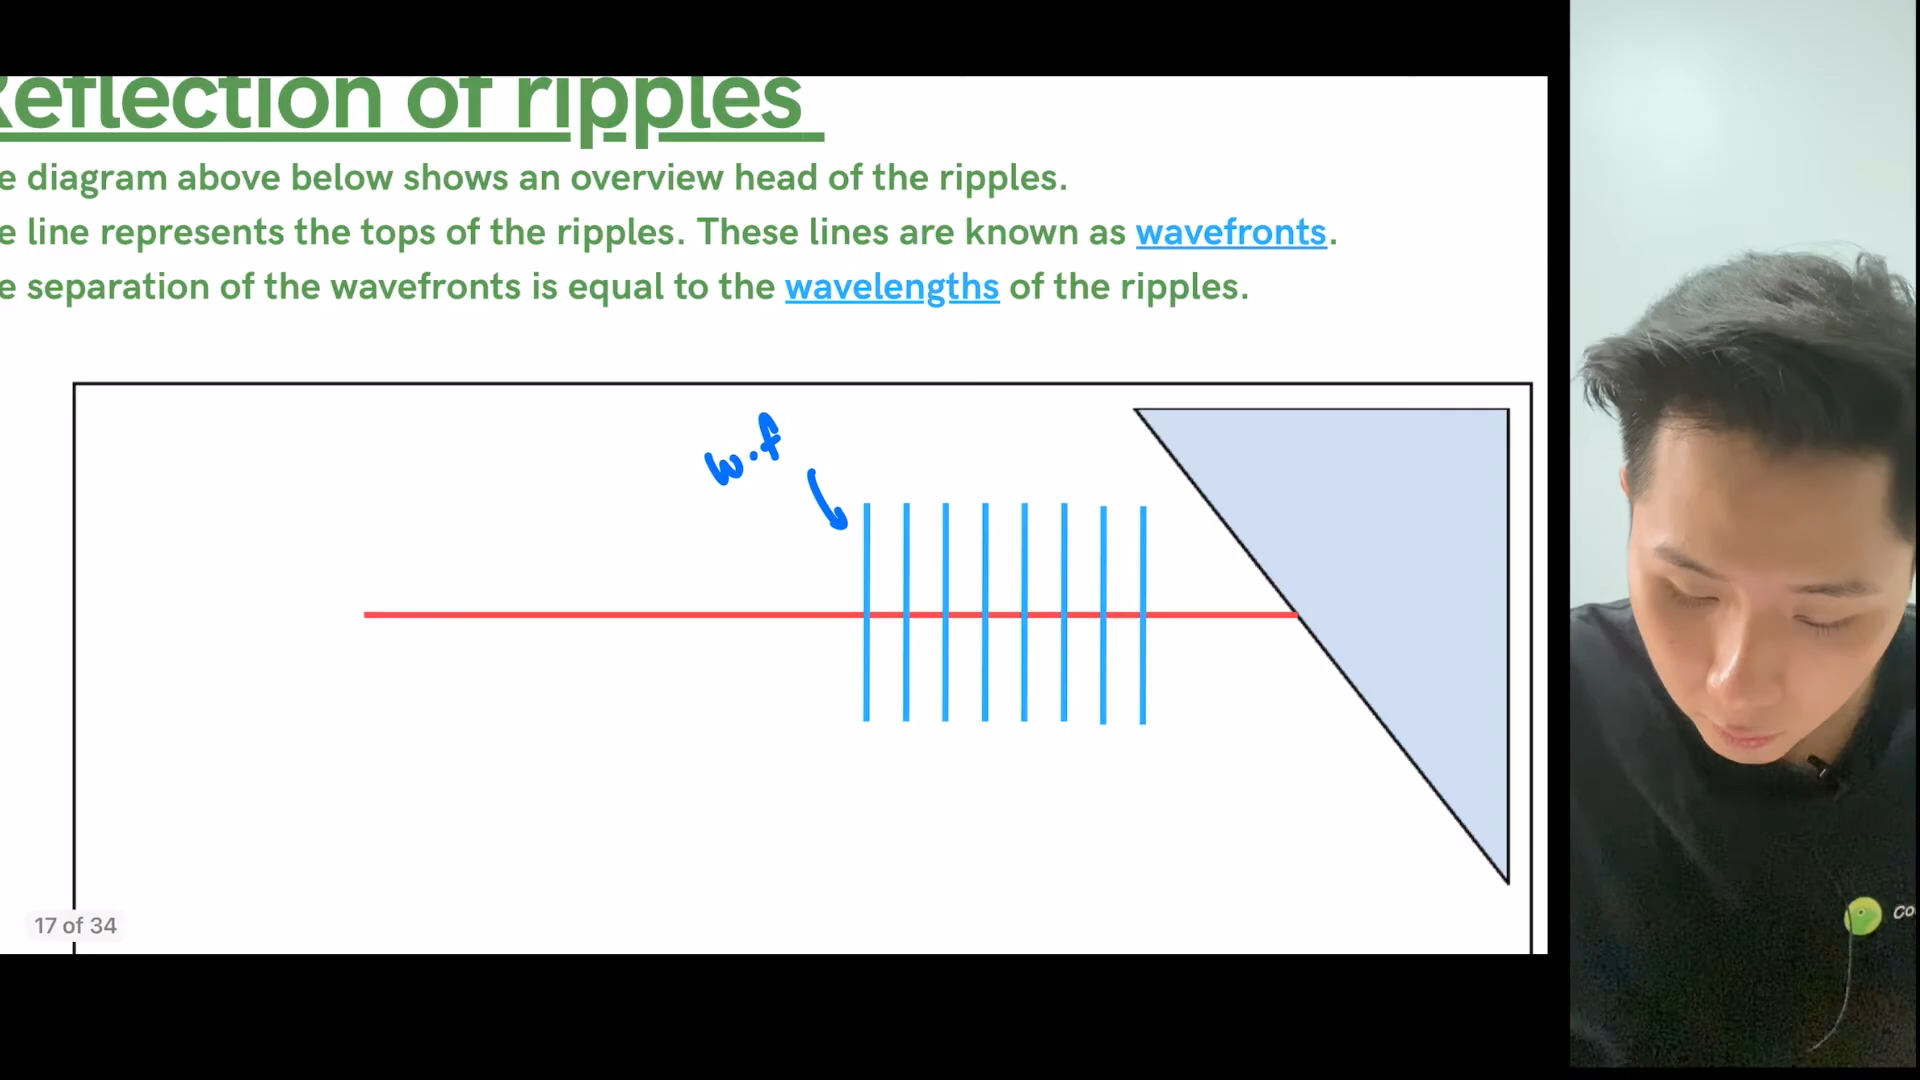 Reflection of ripples
e diagram above below shows an overview head of the ripples.
e line represents the tops of the ripples. These lines are known as wavefronts.
e separation of the wavefronts is equal to the wavelengths of the ripples.
w.f
17 of 34